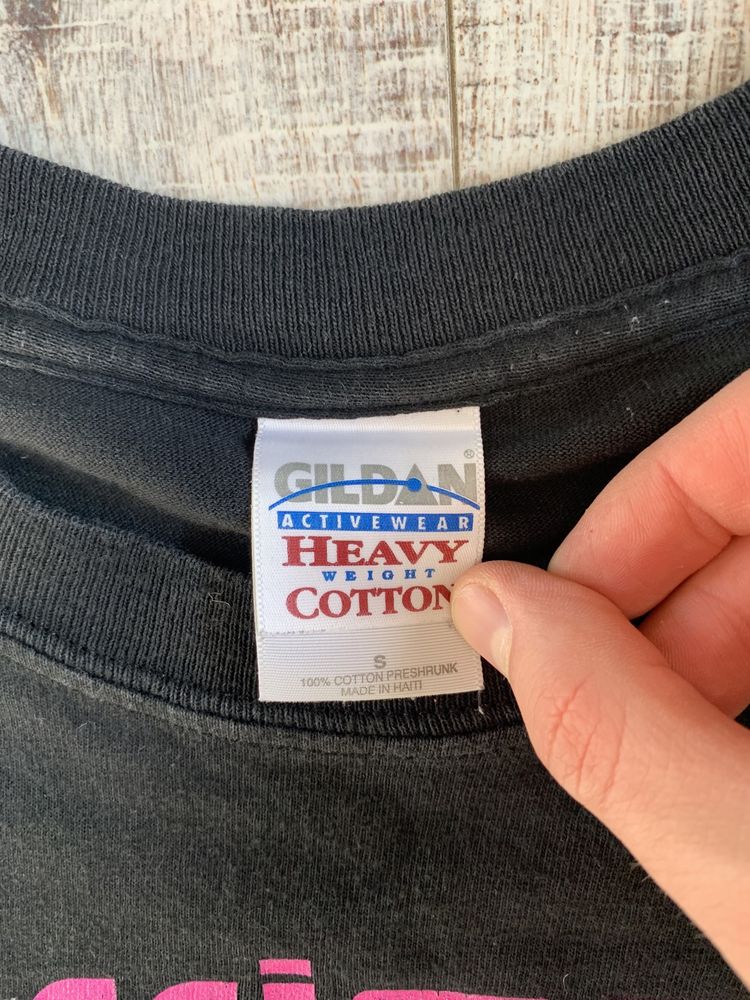 GILDAN®
ACTIVEWEAR
HEAVY
WEIGHT
COTTON
S
100% COTTON PRESHRUNK
MADE IN HAITI